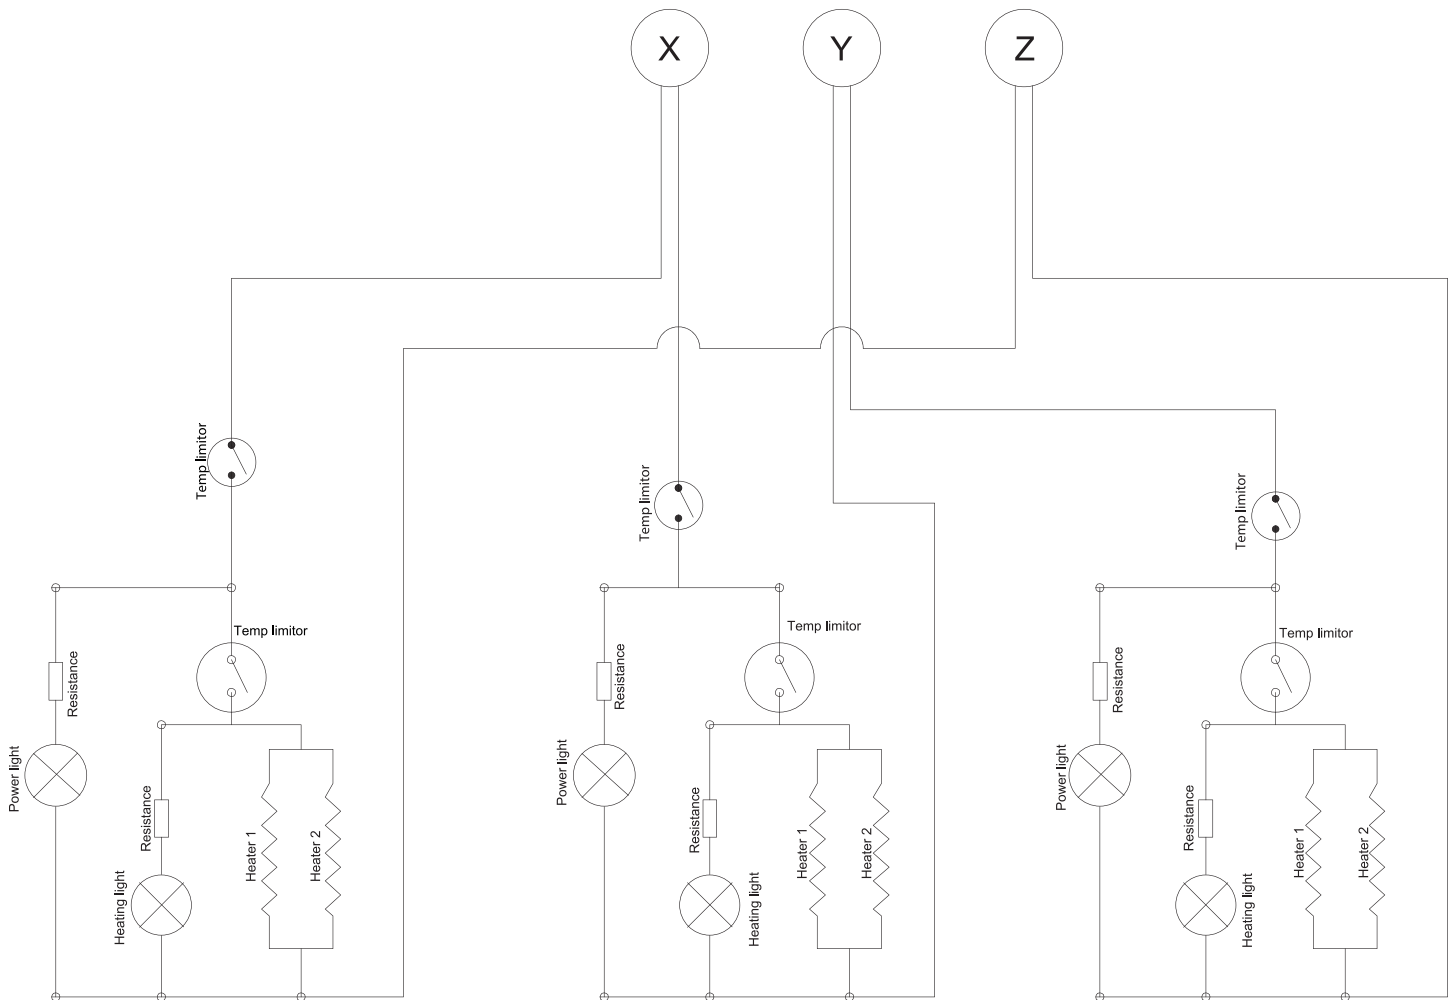 X
Y
Z
Temp limitor
Temp limitor
Temp limitor
Temp limitor
Temp limitor
Temp limitor
Resistance
Resistance
Resistance
Power light
Power light
Power light
Resistance
Heater 1
Heater 2
Resistance
Heater 1
Heater 2
Resistance
Heater 1
Heater 2
Heating light
Heating light
Heating light